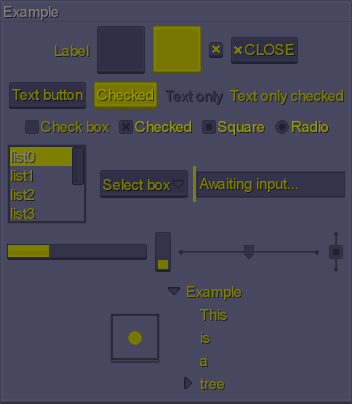 Example
Label CLOSE
Text button Checked Text only Text only checked
Check box Checked Square Radio
list0
list1
list2
list3
Select box Awaiting input...
Example
This
is
a
tree